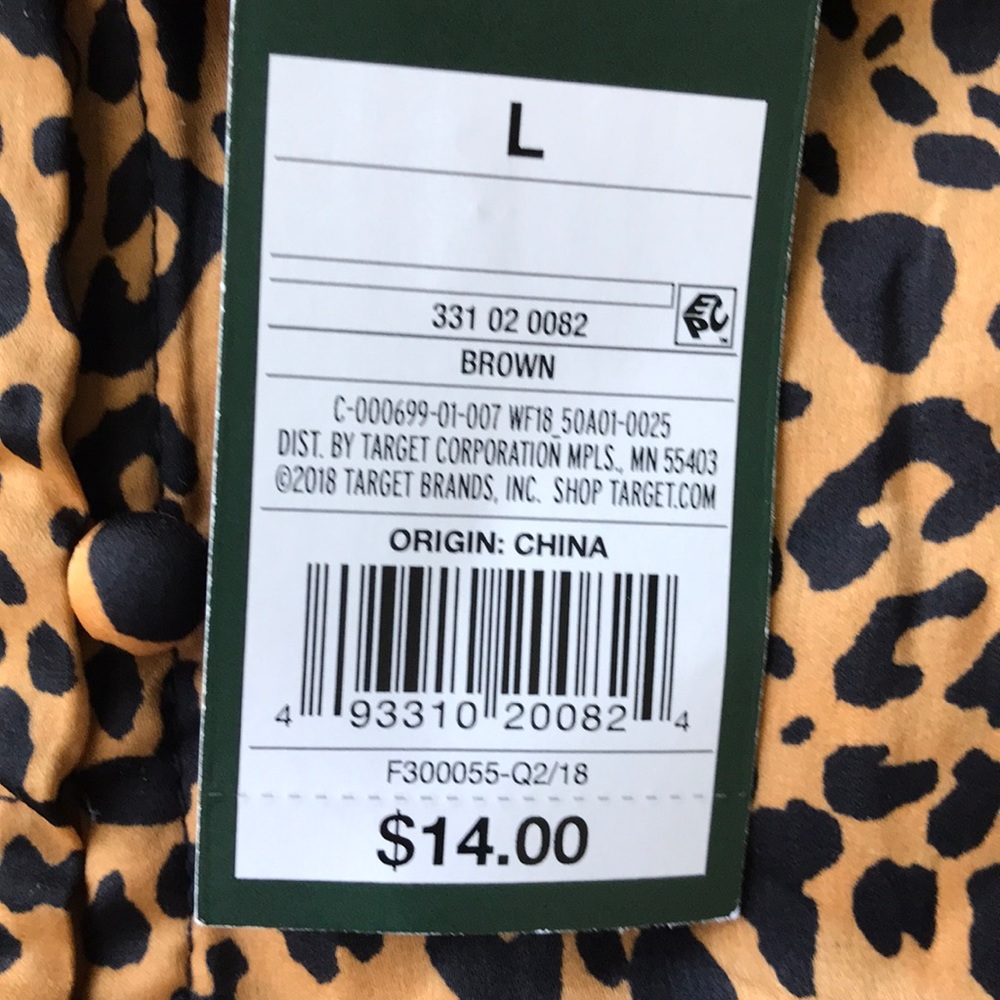 L
331 02 0082
EPC™
BROWN
C-000699-01-007 WF18_50A01-0025
DIST. BY TARGET CORPORATION MPLS., MN 55403
©2018 TARGET BRANDS, INC. SHOP TARGET.COM
ORIGIN: CHINA
4 93310 20082 4
F300055-Q2/18
$14.00